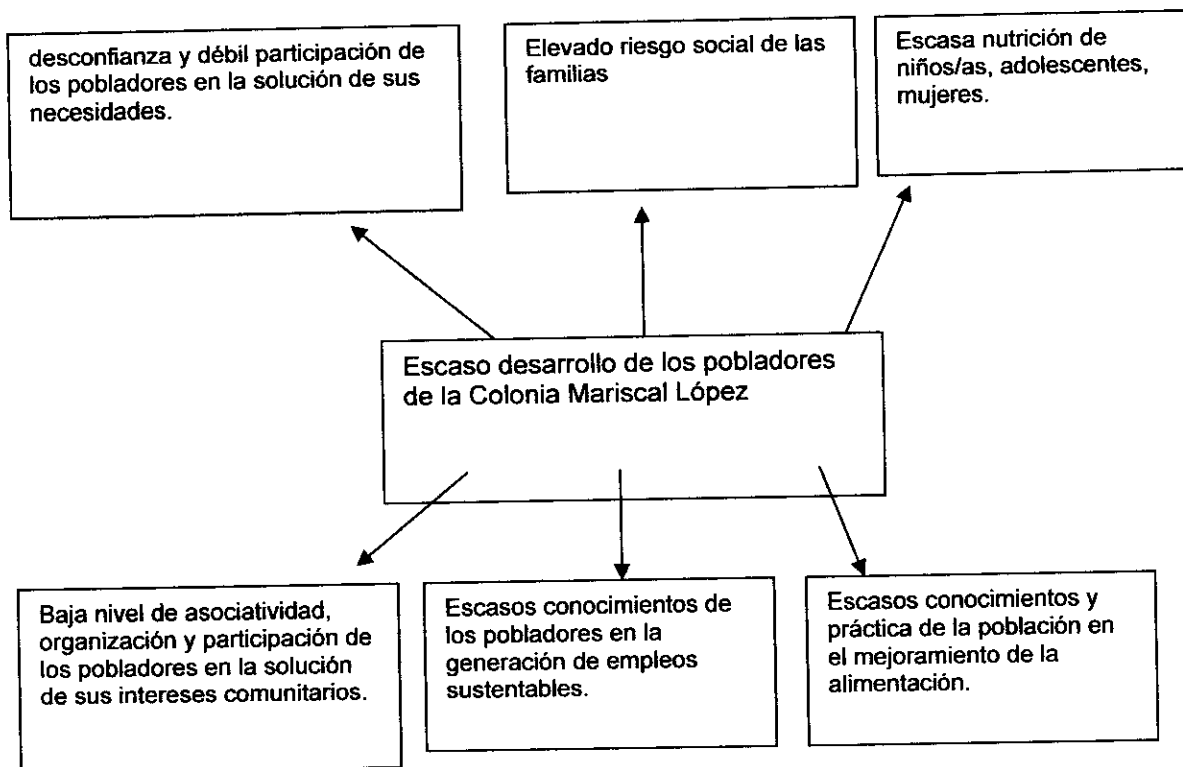 desconfianza y débil participación de
los pobladores en la solución de sus
necesidades.
Elevado riesgo social de las
familias
Escasa nutrición de
niños/as, adolescentes,
mujeres.
Escaso desarrollo de los pobladores
de la Colonia Mariscal López
Baja nivel de asociatividad,
organización y participación de
los pobladores en la solución
de sus intereses comunitarios.
Escasos conocimientos de
los pobladores en la
generación de empleos
sustentables.
Escasos conocimientos y
práctica de la población en
el mejoramiento de la
alimentación.